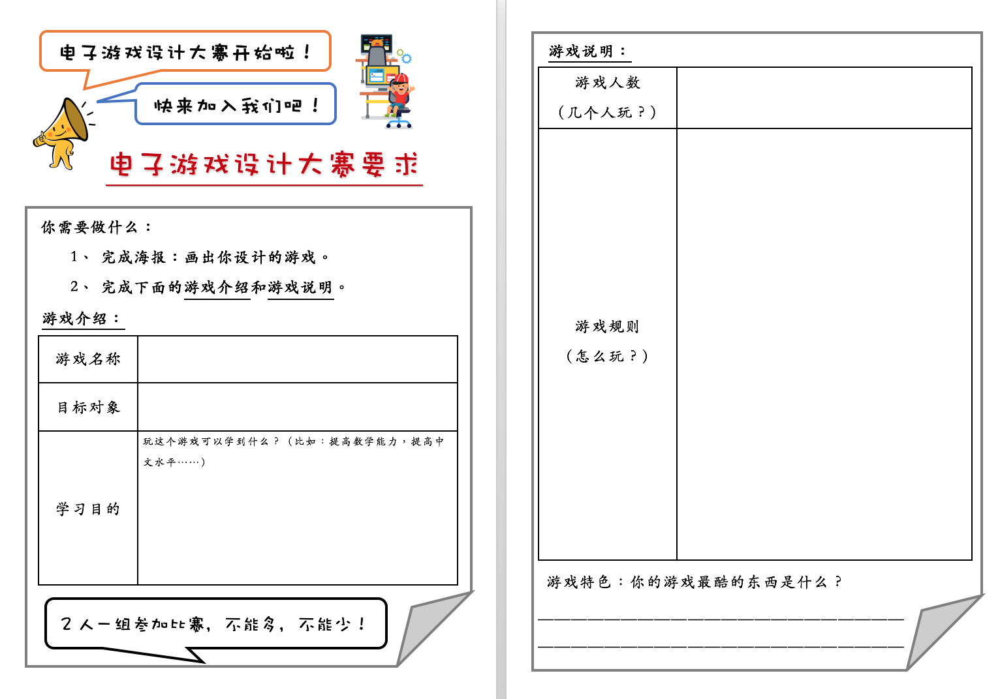 电子游戏设计大赛开始啦！
快来加入我们吧！
电子游戏设计大赛要求
你需要做什么：
1、 完成海报：画出你设计的游戏。
2、 完成下面的游戏介绍和游戏说明。
游戏介绍：
游戏名称
目标对象
玩这个游戏可以学到什么？（比如：提高数学能力，提高中
文水平……）
学习目的
2 人一组参加比赛，不能多，不能少！
游戏说明：
游戏人数
（几个人玩？）
游戏规则
（怎么玩？）
游戏特色：你的游戏最酷的东西是什么？